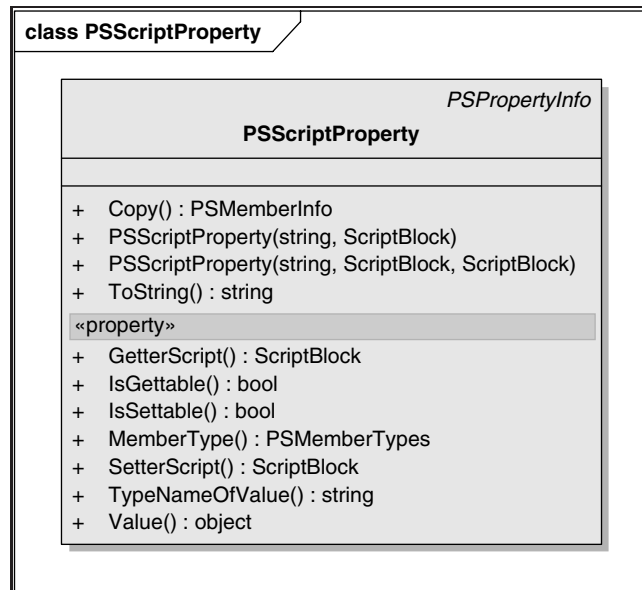 class PSScriptProperty
PSPropertyInfo
PSScriptProperty
+ Copy() : PSMemberInfo
+ PSScriptProperty(string, ScriptBlock)
+ PSScriptProperty(string, ScriptBlock, ScriptBlock)
+ ToString() : string
«property»
+ GetterScript() : ScriptBlock
+ IsGettable() : bool
+ IsSettable() : bool
+ MemberType() : PSMemberTypes
+ SetterScript() : ScriptBlock
+ TypeNameOfValue() : string
+ Value() : object